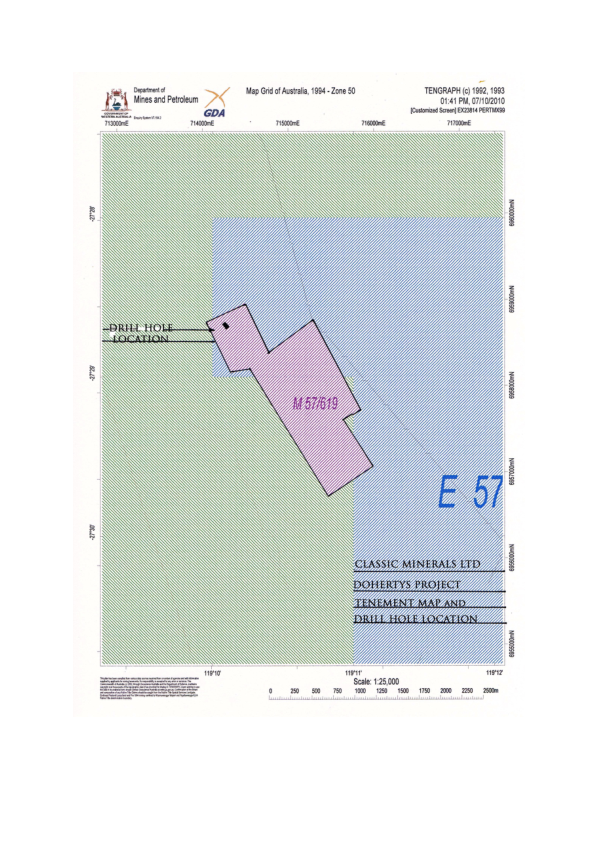 Department of
Mines and Petroleum
GOVERNMENT OF
WESTERN AUSTRALIA
GDA
Map Grid of Australia, 1994 - Zone 50
TENGRAPH (c) 1992, 1993
01:41 PM, 07/10/2010
[Customized Screen] EX23814 PERTMX99
713000mE 714000mE 715000mE 716000mE 717000mE
-27°28'
6960000mN
6959000mN
DRILL HOLE
LOCATION
-27°29'
6958000mN
M 57/619
6957000mN
E 57
-27°30'
6956000mN
CLASSIC MINERALS LTD
DOHERTYS PROJECT
TENEMENT MAP AND
DRILL HOLE LOCATION
6955000mN
119°10' 119°11' 119°12'
Scale: 1:25,000
0 250 500 750 1000 1250 1500 1750 2000 2250 2500m